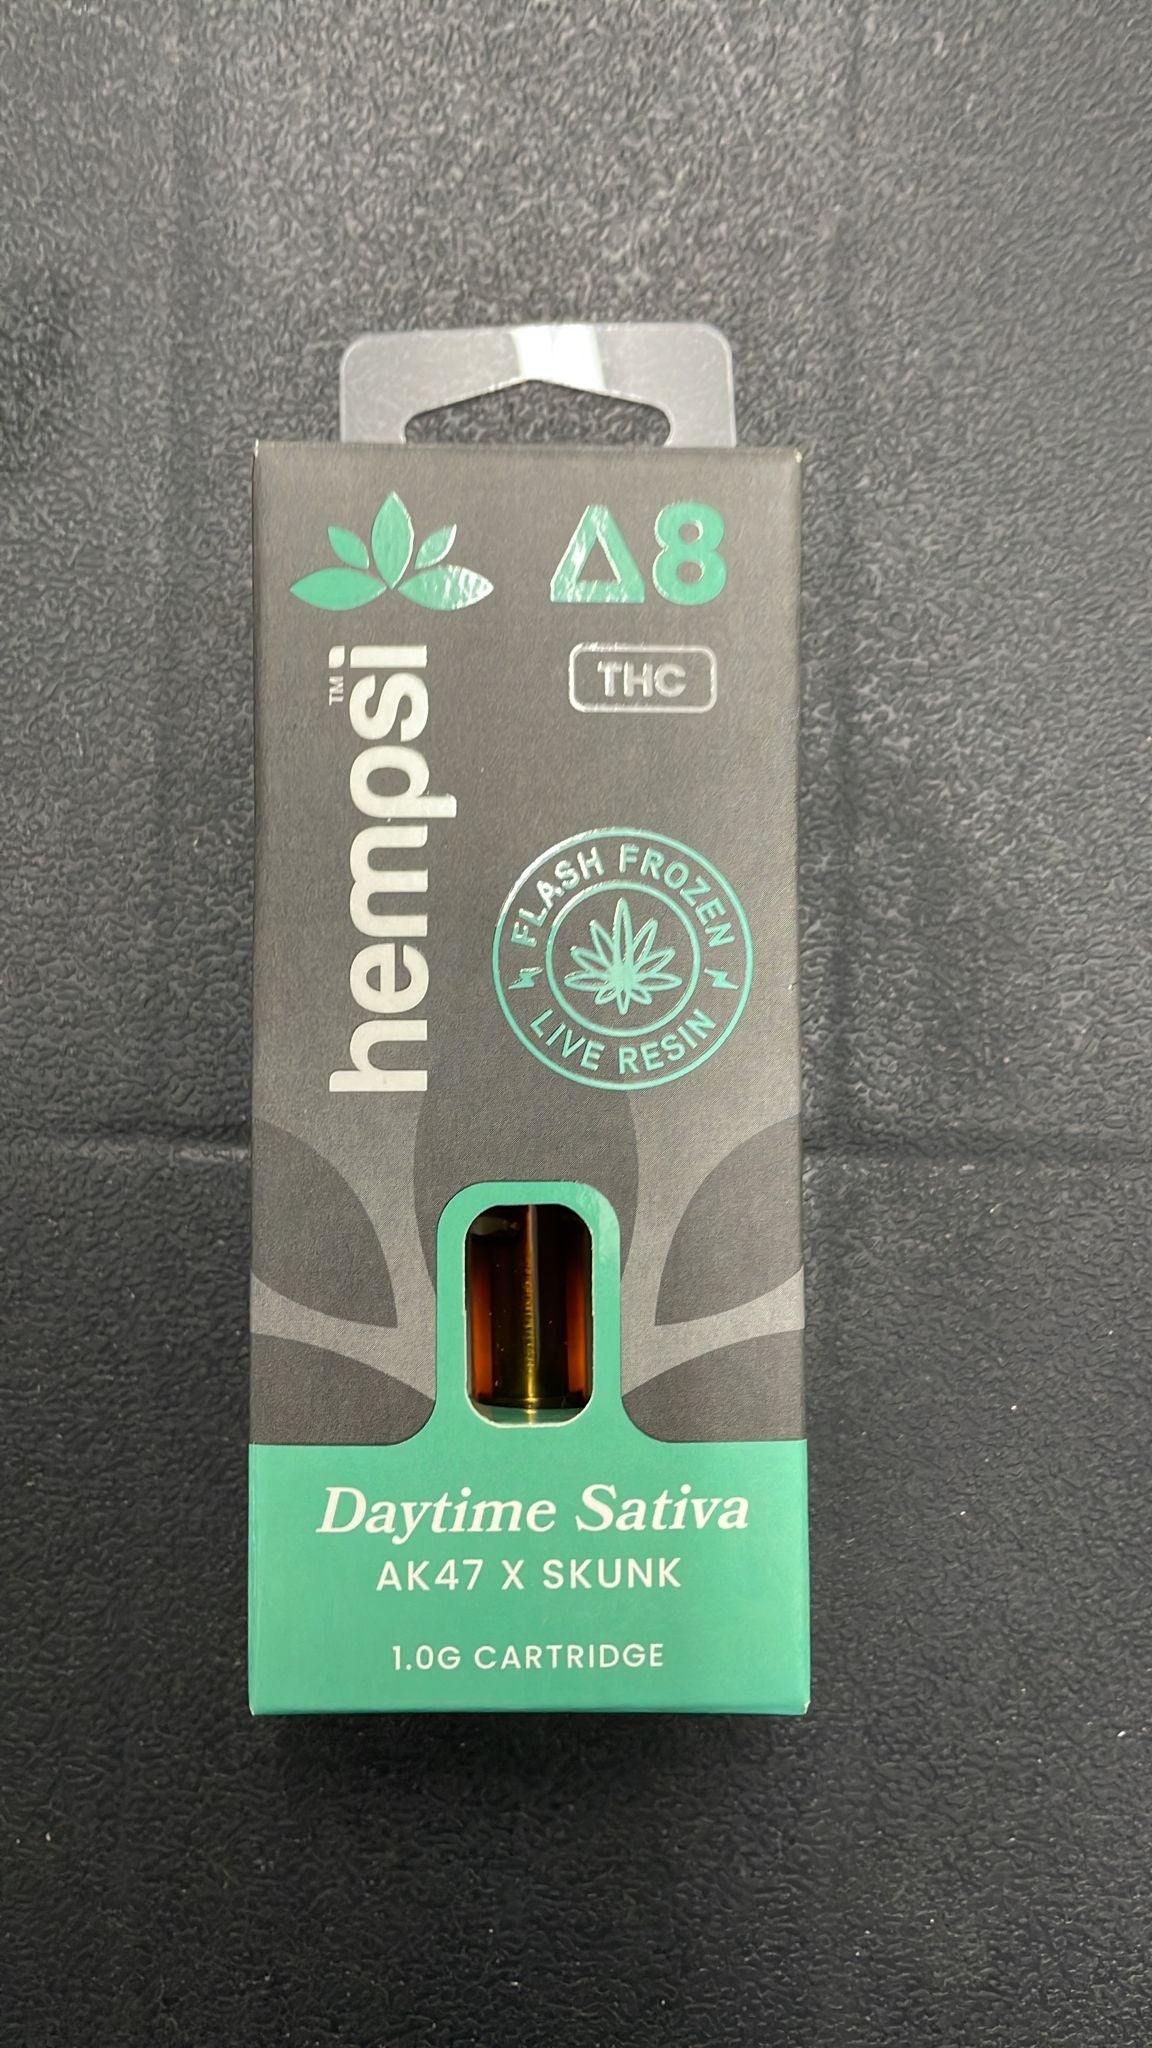 Δ8
THC
hempsi™
FLASH FROZEN
LIVE RESIN
Daytime Sativa
AK47 X SKUNK
1.0G CARTRIDGE